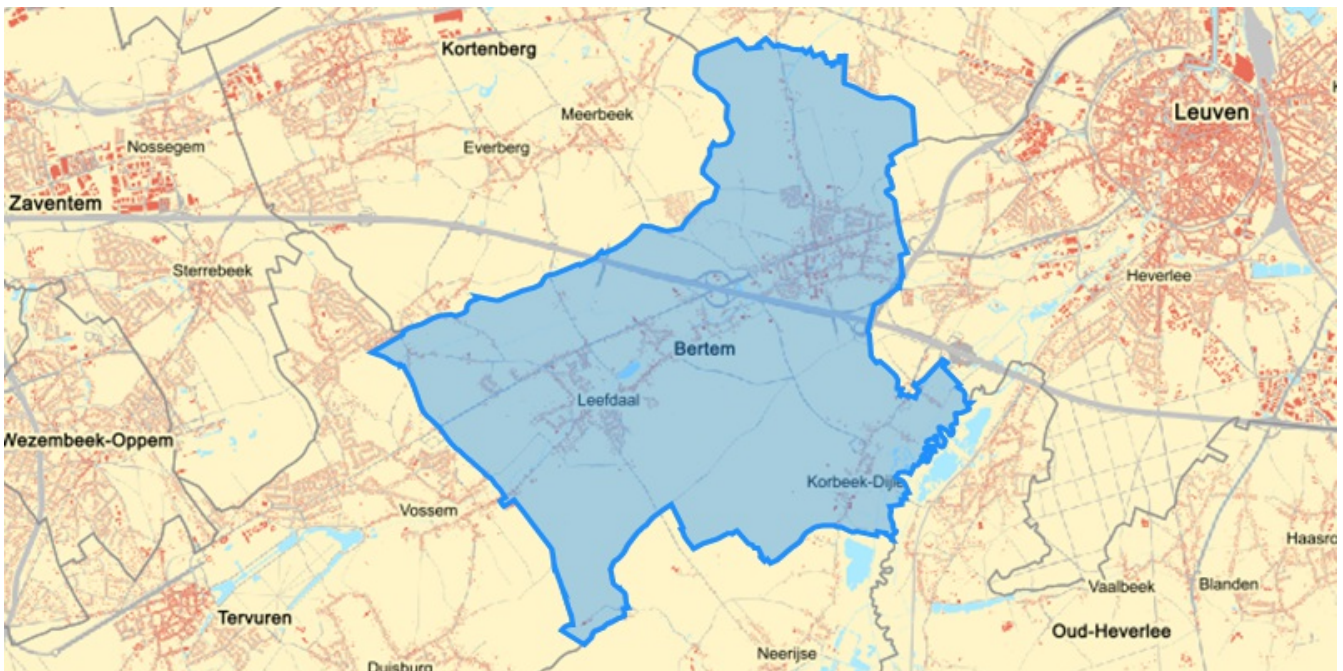 Kortenberg
Leuven
Meerbeek
Nossegem
Everberg
Zaventem
Sterrebeek
Heverlee
Bertem
Leefdaal
Wezembeek-Oppem
Korbeek-Dijle
Vossem
Haasro
Vaalbeek
Blanden
Tervuren
Oud-Heverlee
Neerijse
Duisburg